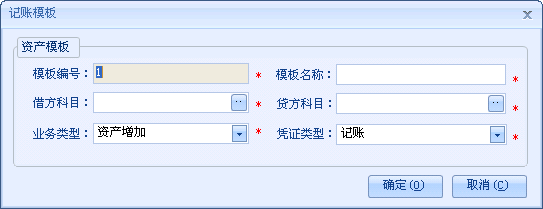 记账模板
资产模板
模板编号： 1 * 模板名称： *
借方科目： .. * 贷方科目： .. *
业务类型： 资产增加 * 凭证类型： 记账 *
确定(O) 取消(C)